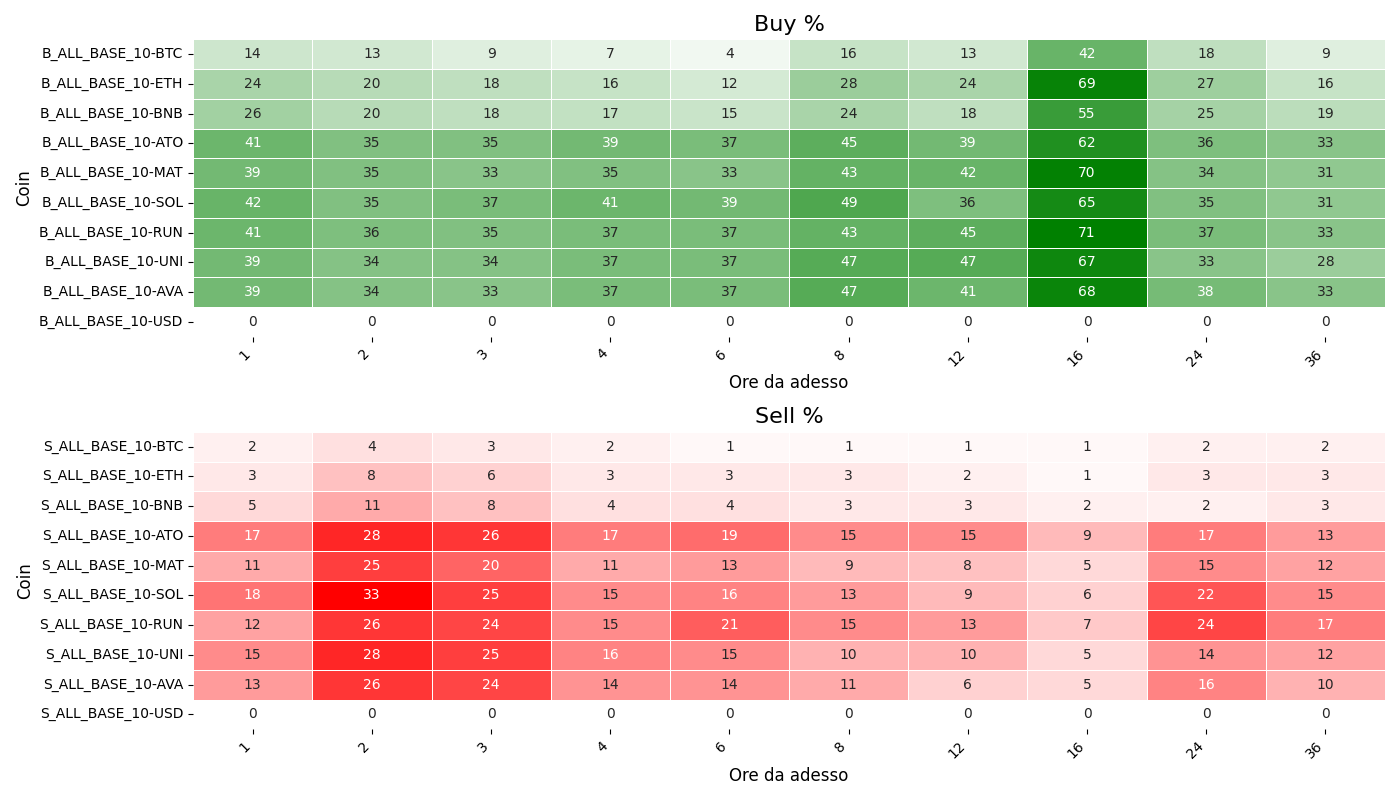 Buy %
Coin
B_ALL_BASE_10-BTC 14 13 9 7 4 16 13 42 18 9
B_ALL_BASE_10-ETH 24 20 18 16 12 28 24 69 27 16
B_ALL_BASE_10-BNB 26 20 18 17 15 24 18 55 25 19
B_ALL_BASE_10-ATO 41 35 35 39 37 45 39 62 36 33
B_ALL_BASE_10-MAT 39 35 33 35 33 43 42 70 34 31
B_ALL_BASE_10-SOL 42 35 37 41 39 49 36 65 35 31
B_ALL_BASE_10-RUN 41 36 35 37 37 43 45 71 37 33
B_ALL_BASE_10-UNI 39 34 34 37 37 47 47 67 33 28
B_ALL_BASE_10-AVA 39 34 33 37 37 47 41 68 38 33
B_ALL_BASE_10-USD 0 0 0 0 0 0 0 0 0 0
1 2 3 4 6 8 12 16 24 36
Ore da adesso
Sell %
Coin
S_ALL_BASE_10-BTC 2 4 3 2 1 1 1 1 2 2
S_ALL_BASE_10-ETH 3 8 6 3 3 3 2 1 3 3
S_ALL_BASE_10-BNB 5 11 8 4 4 3 3 2 2 3
S_ALL_BASE_10-ATO 17 28 26 17 19 15 15 9 17 13
S_ALL_BASE_10-MAT 11 25 20 11 13 9 8 5 15 12
S_ALL_BASE_10-SOL 18 33 25 15 16 13 9 6 22 15
S_ALL_BASE_10-RUN 12 26 24 15 21 15 13 7 24 17
S_ALL_BASE_10-UNI 15 28 25 16 15 10 10 5 14 12
S_ALL_BASE_10-AVA 13 26 24 14 14 11 6 5 16 10
S_ALL_BASE_10-USD 0 0 0 0 0 0 0 0 0 0
1 2 3 4 6 8 12 16 24 36
Ore da adesso